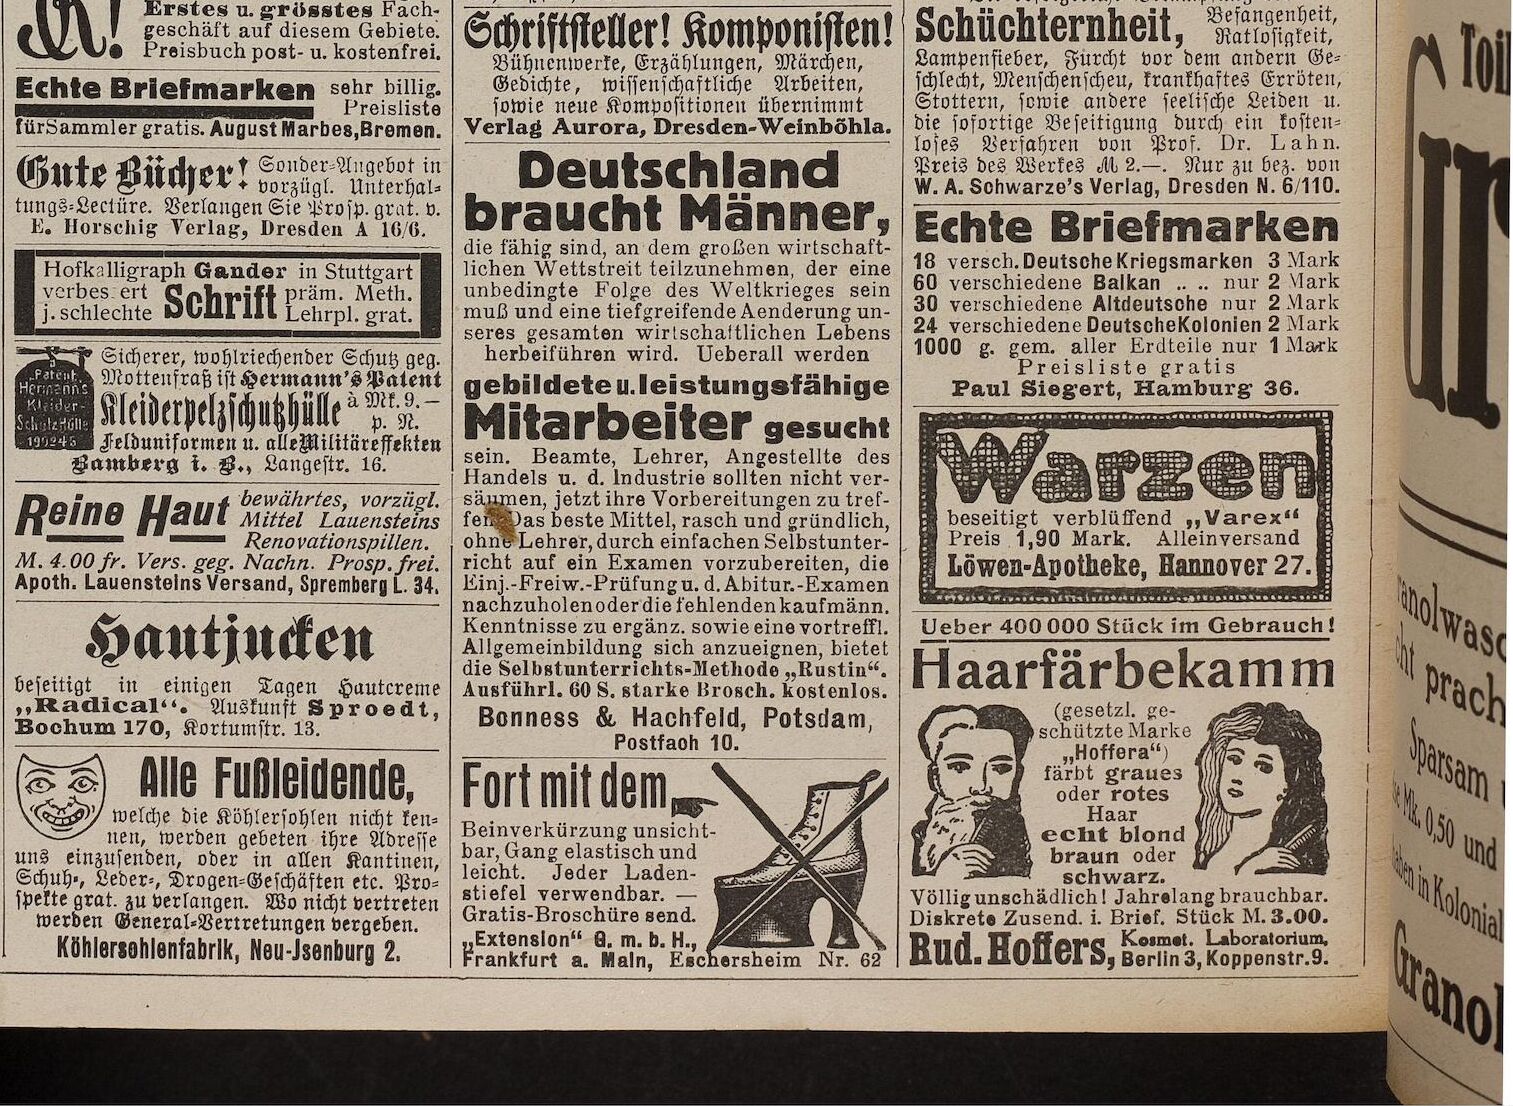 K!
Erstes u. grösstes Fach-
geschäft auf diesem Gebiete.
Preisbuch post- u. kostenfrei.
Echte Briefmarken sehr billig.
Preisliste
für Sammler gratis. August Marbes, Bremen.
Gute Bücher! Sonder-Angebot in
vorzügl. Unterhal-
tungs-Lectüre. Verlangen Sie Prosp. grat. v.
E. Horschig Verlag, Dresden A 16/6.
Hofkalligraph Gander in Stuttgart
verbessert Schrift präm. Meth.
j. schlechte Lehrpl. grat.
Patent
Hermann's
Kleider-
Schutzhülle
199245
Sicherer, wohlriechender Schutz geg.
Mottenfraß ist Hermann's Patent
Kleiderpelzschutzhülle à Mk. 9.—
p. N.
Felduniformen u. alle Militäreffekten
Bamberg i. B., Langestr. 16.
Reine Haut bewährtes, vorzügl.
Mittel Lauensteins
Renovationspillen.
M. 4.00 fr. Vers. geg. Nachn. Prosp. frei.
Apoth. Lauensteins Versand, Spremberg L. 34.
Hautjucken
beseitigt in einigen Tagen Hautcreme
„Radical“. Auskunft Sproedt,
Bochum 170, Kortumstr. 13.
Alle Fußleidende,
welche die Köhlersohlen nicht ken-
nen, werden gebeten ihre Adresse
uns einzusenden, oder in allen Kantinen,
Schuh-, Leder-, Drogen-Geschäften etc. Pro-
spekte grat. zu verlangen. Wo nicht vertreten
werden General-Vertretungen vergeben.
Köhlersohlenfabrik, Neu-Jsenburg 2.
Schriftsteller! Komponisten!
Bühnenwerke, Erzählungen, Märchen,
Gedichte, wissenschaftliche Arbeiten,
sowie neue Kompositionen übernimmt
Verlag Aurora, Dresden-Weinböhla.
Deutschland
braucht Männer,
die fähig sind, an dem großen wirtschaft-
lichen Wettstreit teilzunehmen, der eine
unbedingte Folge des Weltkrieges sein
muß und eine tiefgreifende Aenderung un-
seres gesamten wirtschaftlichen Lebens
herbeiführen wird. Ueberall werden
gebildete u. leistungsfähige
Mitarbeiter gesucht
sein. Beamte, Lehrer, Angestellte des
Handels u. d. Industrie sollten nicht ver-
säumen, jetzt ihre Vorbereitungen zu tref-
fen. Das beste Mittel, rasch und gründlich,
ohne Lehrer, durch einfachen Selbstunter-
richt auf ein Examen vorzubereiten, die
Einj.-Freiw.-Prüfung u. d. Abitur.-Examen
nachzuholen oder die fehlenden kaufmänn.
Kenntnisse zu ergänz. sowie eine vortreffl.
Allgemeinbildung sich anzueignen, bietet
die Selbstunterrichts-Methode „Rustin“.
Ausführl. 60 S. starke Brosch. kostenlos.
Bonness & Hachfeld, Potsdam,
Postfach 10.
Fort mit dem
Beinverkürzung unsicht-
bar, Gang elastisch und
leicht. Jeder Laden-
stiefel verwendbar. —
Gratis-Broschüre send.
„Extension“ G. m. b. H.,
Frankfurt a. Main, Eschersheim Nr. 62
Schüchternheit, Befangenheit,
Ratlosigkeit,
Lampenfieber, Furcht vor dem andern Ge-
schlecht, Menschenscheu, krankhaftes Erröten,
Stottern, sowie andere seelische Leiden u.
die sofortige Beseitigung durch ein kosten-
loses Verfahren von Prof. Dr. Lahn.
Preis des Werkes M 2.—. Nur zu bez. von
W. A. Schwarze's Verlag, Dresden N. 6/110.
Echte Briefmarken
18 versch. Deutsche Kriegsmarken 3 Mark
60 verschiedene Balkan .. .. nur 2 Mark
30 verschiedene Altdeutsche nur 2 Mark
24 verschiedene Deutsche Kolonien 2 Mark
1000 g. gem. aller Erdteile nur 1 Mark
Preisliste gratis
Paul Siegert, Hamburg 36.
Warzen
beseitigt verblüffend „Varex“
Preis 1,90 Mark. Alleinversand
Löwen-Apotheke, Hannover 27.
Ueber 400 000 Stück im Gebrauch!
Haarfärbekamm
(gesetzl. ge-
schützte Marke
„Hoffera“)
färbt graues
oder rotes
Haar
echt blond
braun oder
schwarz.
Völlig unschädlich! Jahrelang brauchbar.
Diskrete Zusend. i. Brief. Stück M. 3.00.
Rud. Hoffers, Kosmet. Laboratorium,
Berlin 3, Koppenstr. 9.
Sparsam
Mk. 0,50 und
in Kolonial